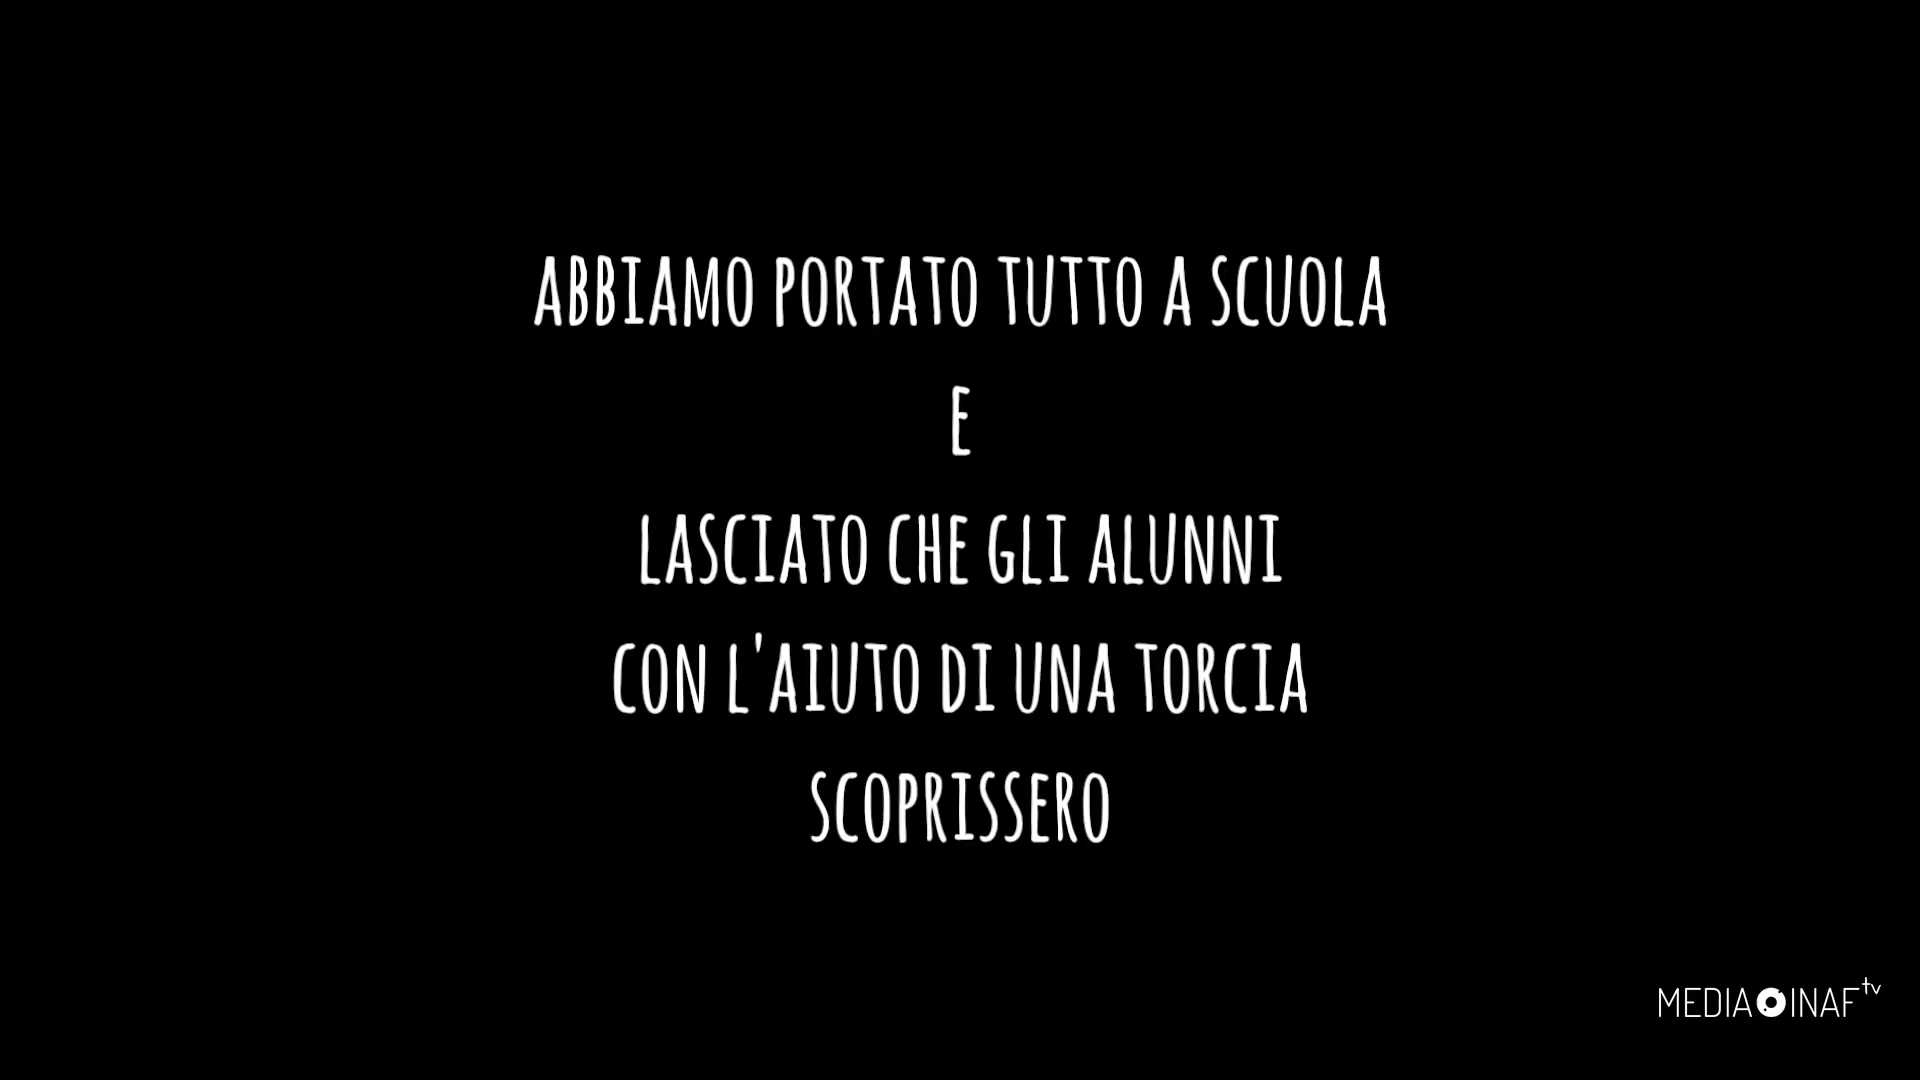 ABBIAMO PORTATO TUTTO A SCUOLA
E
LASCIATO CHE GLI ALUNNI
CON L'AIUTO DI UNA TORCIA
SCOPRISSERO
MEDIA INAF tv